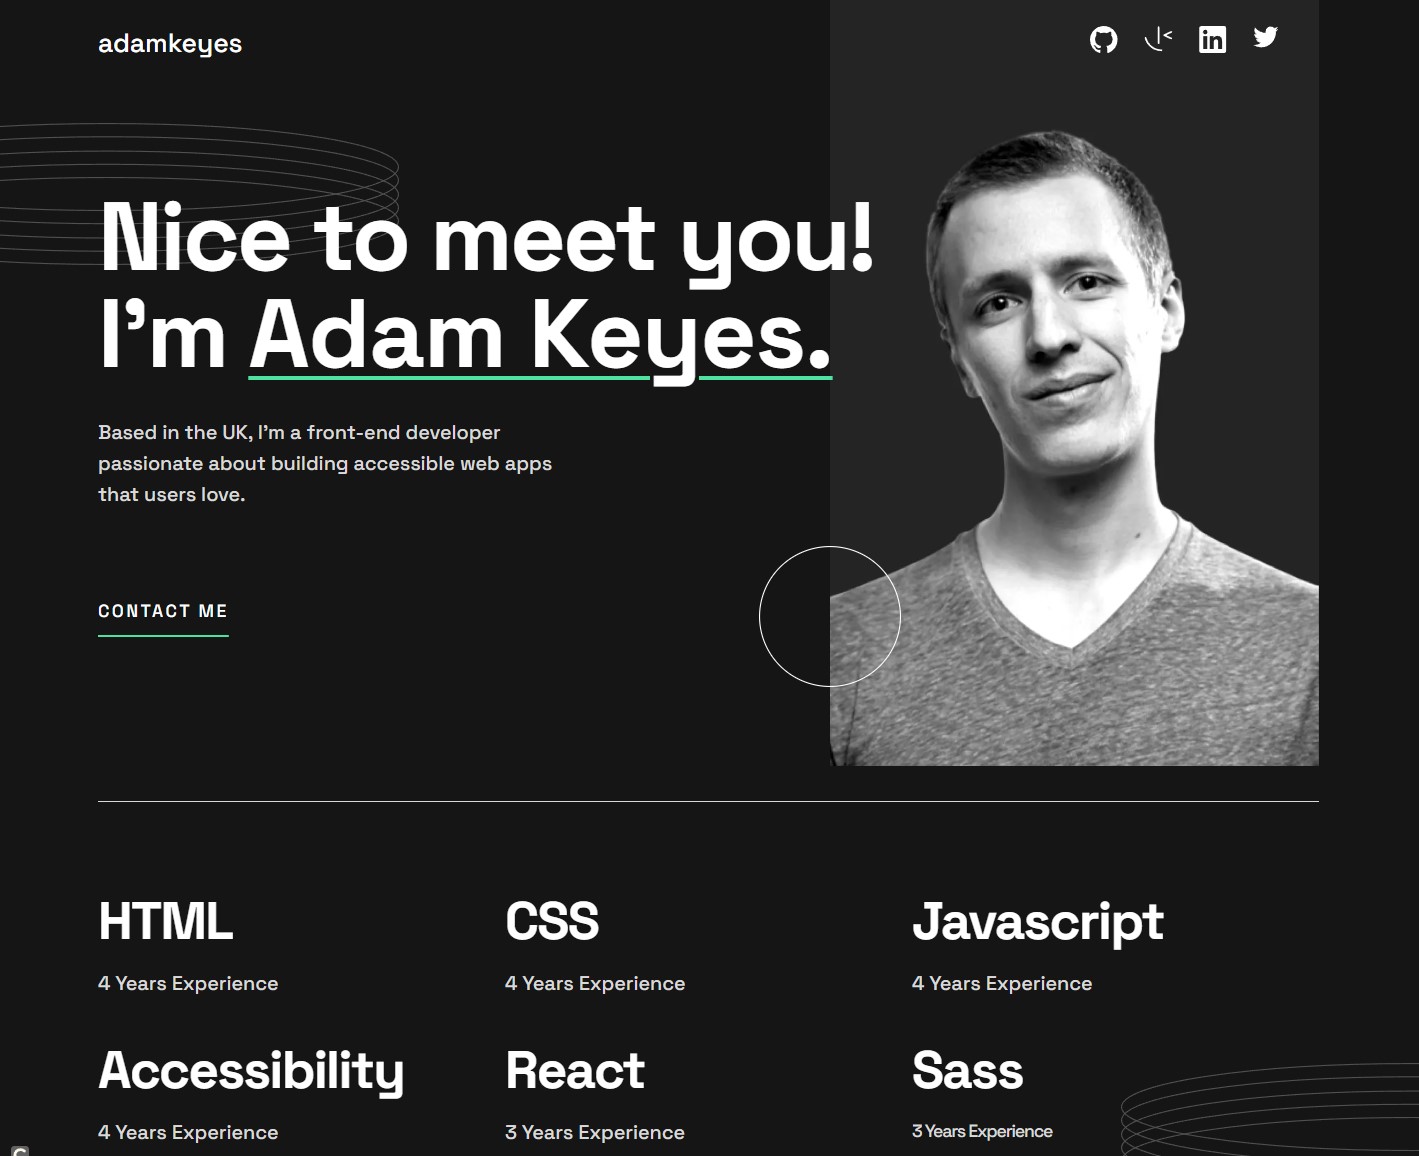 adamkeyes
Nice to meet you!
I’m Adam Keyes.
Based in the UK, I’m a front-end developer
passionate about building accessible web apps
that users love.
CONTACT ME
HTML
CSS
Javascript
4 Years Experience
4 Years Experience
4 Years Experience
Accessibility
React
Sass
4 Years Experience
3 Years Experience
3 Years Experience